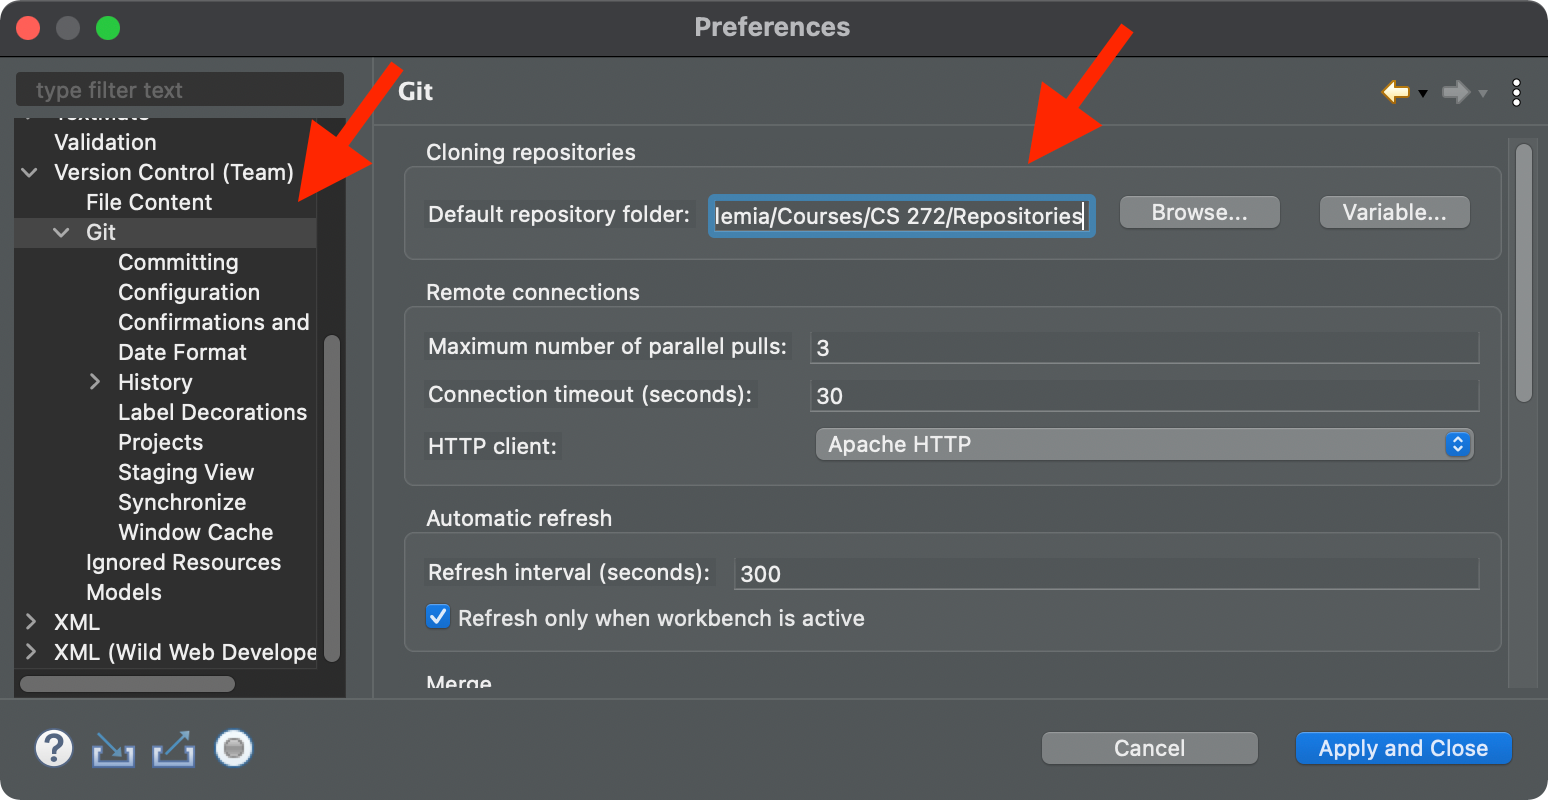 Preferences
type filter text
Textmate
Validation
Version Control (Team)
File Content
Git
Committing
Configuration
Confirmations and
Date Format
History
Label Decorations
Projects
Staging View
Synchronize
Window Cache
Ignored Resources
Models
XML
XML (Wild Web Develope
Git
Cloning repositories
Default repository folder:
lemia/Courses/CS 272/Repositories
Browse...
Variable...
Remote connections
Maximum number of parallel pulls:
3
Connection timeout (seconds):
30
HTTP client:
Apache HTTP
Automatic refresh
Refresh interval (seconds):
300
Refresh only when workbench is active
Merge
?
Cancel
Apply and Close